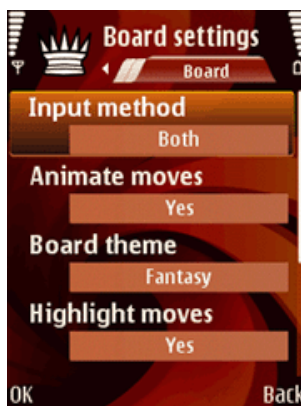 Board settings
Board
Input method
Both
Animate moves
Yes
Board theme
Fantasy
Highlight moves
Yes
OK Back